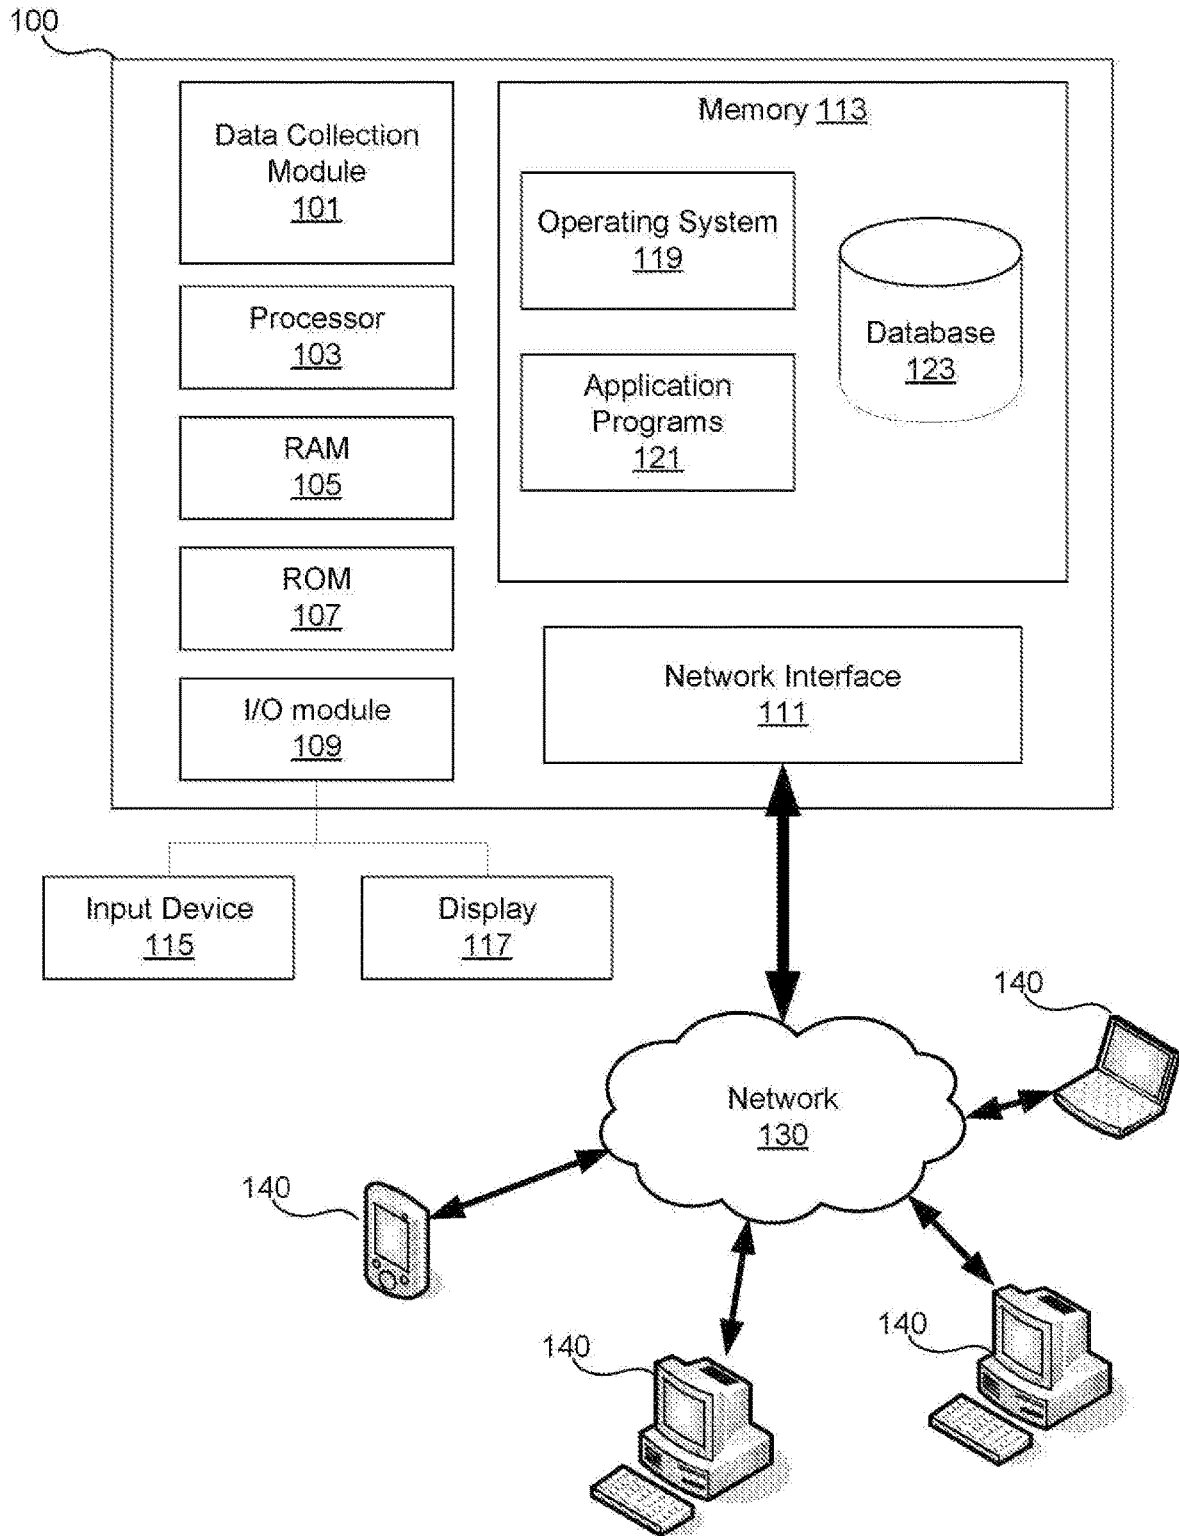 100
Data Collection
Module
101
Processor
103
RAM
105
ROM
107
I/O module
109
Memory 113
Operating System
119
Application
Programs
121
Database
123
Network Interface
111
Input Device
115
Display
117
Network
130
140
140
140
140